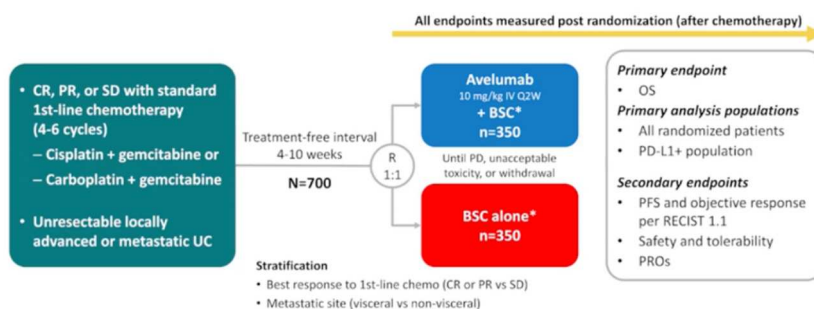 All endpoints measured post randomization (after chemotherapy)
• CR, PR, or SD with standard
1st-line chemotherapy
(4-6 cycles)
– Cisplatin + gemcitabine or
– Carboplatin + gemcitabine
• Unresectable locally
advanced or metastatic UC
Treatment-free interval
4-10 weeks
N=700
R
1:1
Avelumab
10 mg/kg IV Q2W
+ BSC*
n=350
Until PD, unacceptable
toxicity, or withdrawal
BSC alone*
n=350
Stratification
• Best response to 1st-line chemo (CR or PR vs SD)
• Metastatic site (visceral vs non-visceral)
Primary endpoint
• OS
Primary analysis populations
• All randomized patients
• PD-L1+ population
Secondary endpoints
• PFS and objective response
per RECIST 1.1
• Safety and tolerability
• PROs